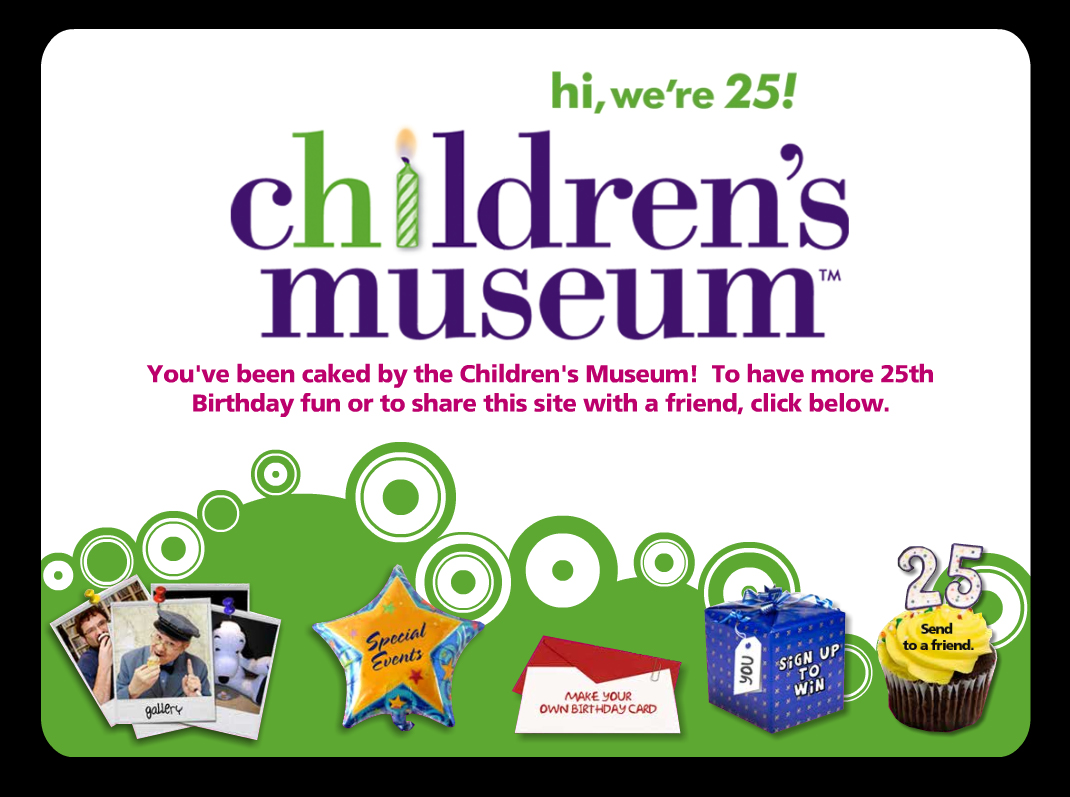 hi, we're 25!
children's
museum™
You've been caked by the Children's Museum!  To have more 25th
Birthday fun or to share this site with a friend, click below.
gallery
Special
Events
MAKE YOUR
OWN BIRTHDAY CARD
YOU
SIGN UP
TO
WIN
25
Send
to a friend.